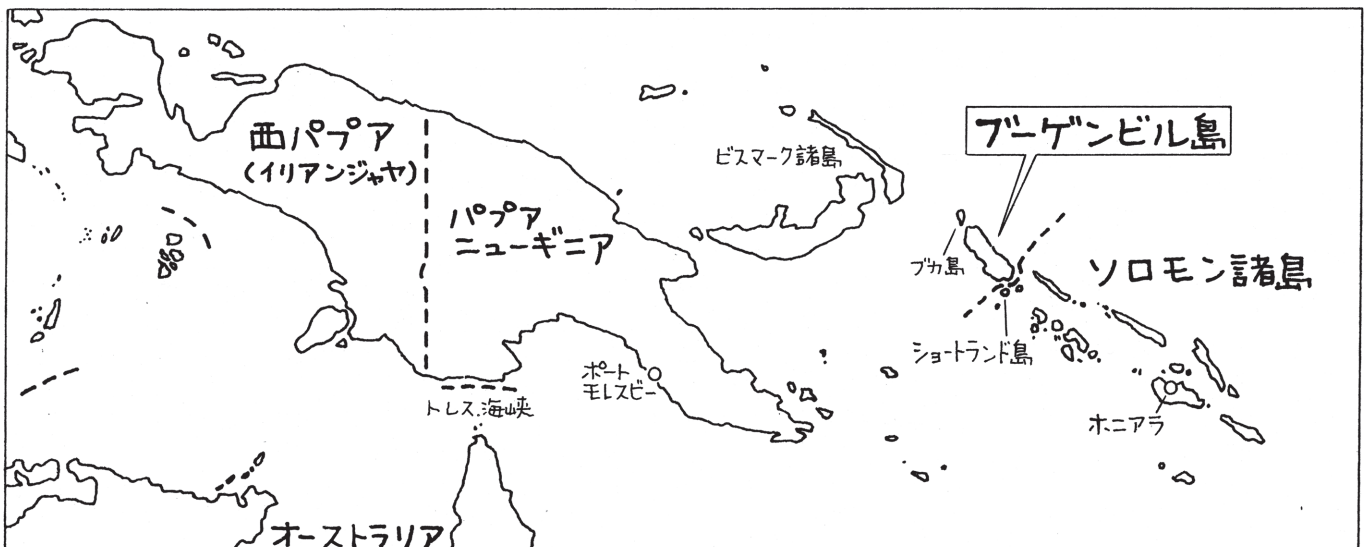 西パプア
(イリアンジャヤ)
パプア
ニューギニア
ビスマーク諸島
ブーゲンビル島
ブカ島
ソロモン諸島
ショートランド島
ポート
モレスビー
トレス海峡
ホニアラ
オーストラリア